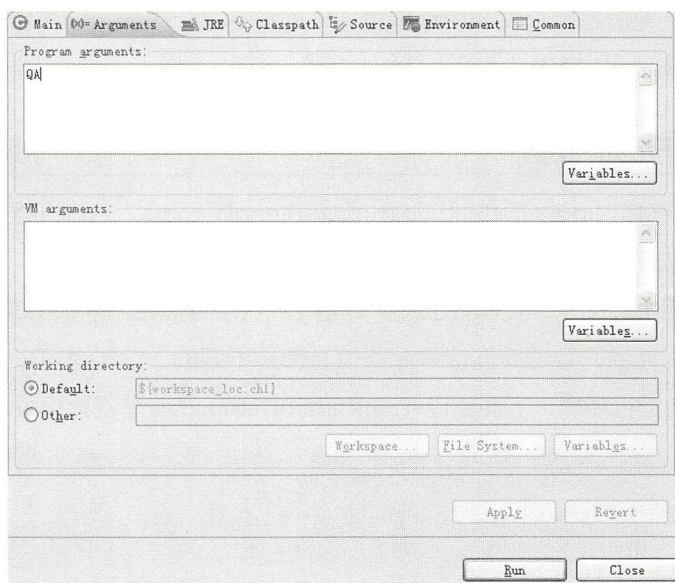 Main (x)= Arguments JRE Classpath Source Environment Common
Program arguments:
QA
Variables...
VM arguments:
Variables...
Working directory:
Default: ${workspace_loc:ch1}
Other:
Workspace... File System... Variables...
Apply Revert
Run Close